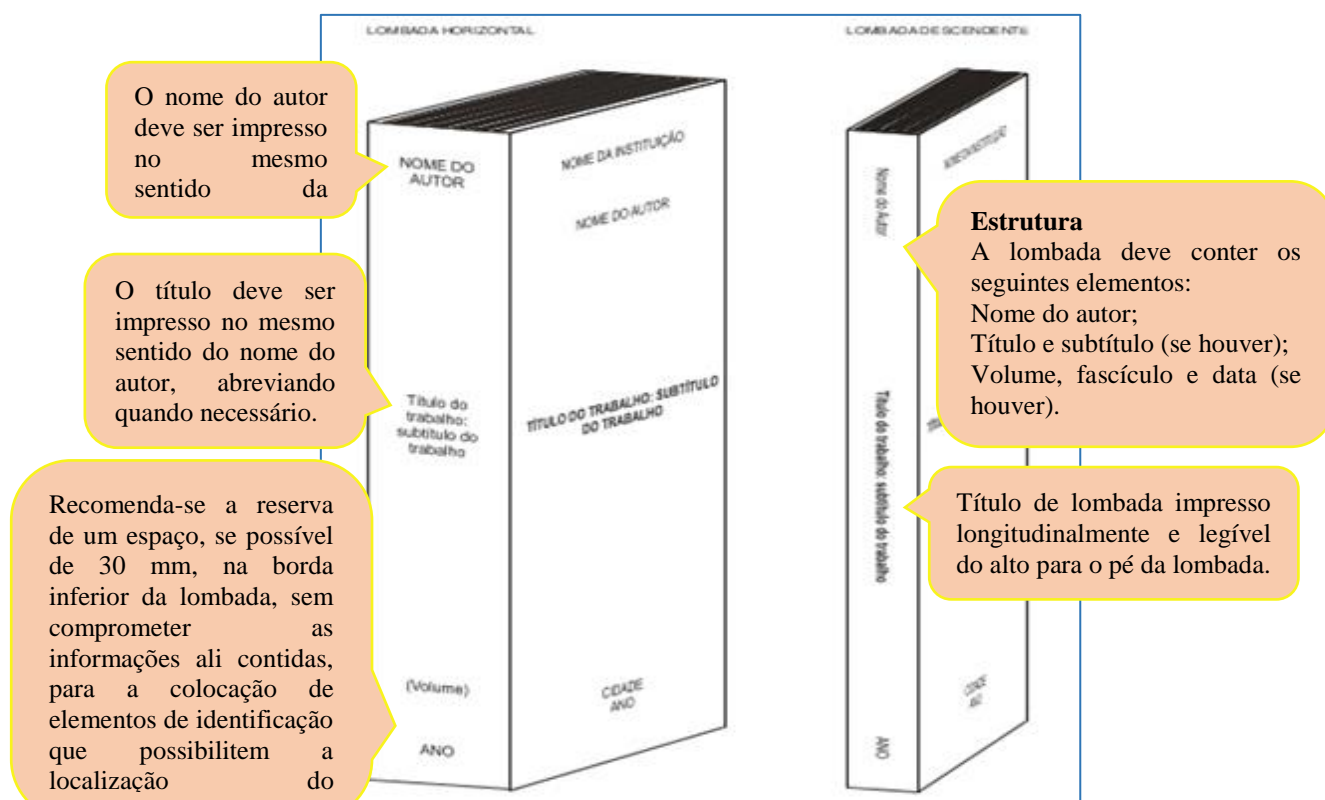 LOMBADA HORIZONTAL
LOMBADA DESCENDENTE
O nome do autor
deve ser impresso
no mesmo
sentido da
O título deve ser
impresso no mesmo
sentido do nome do
autor, abreviando
quando necessário.
Recomenda-se a reserva
de um espaço, se possível
de 30 mm, na borda
inferior da lombada, sem
comprometer as
informações ali contidas,
para a colocação de
elementos de identificação
que possibilitem a
localização do
NOME DO
AUTOR
Título do
trabalho:
subtítulo do
trabalho
(Volume)
ANO
NOME DA INSTITUIÇÃO
NOME DO AUTOR
TÍTULO DO TRABALHO: SUBTÍTULO
DO TRABALHO
CIDADE
ANO
Nome do Autor
Título do trabalho: subtítulo do trabalho
ANO
NOME DA INSTITUIÇÃO
CIDADE
ANO
Estrutura
A lombada deve conter os
seguintes elementos:
Nome do autor;
Título e subtítulo (se houver);
Volume, fascículo e data (se
houver).
Título de lombada impresso
longitudinalmente e legível
do alto para o pé da lombada.